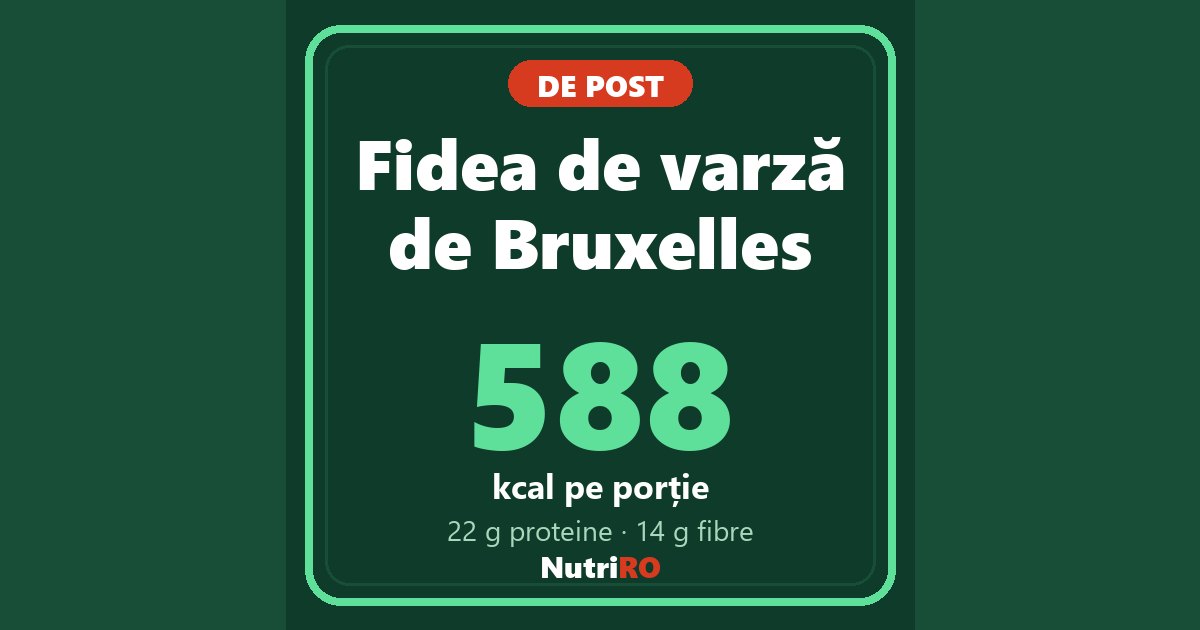 DE POST
Fidea de varză
de Bruxelles
588
kcal pe porție
22 g proteine · 14 g fibre
NutriRO